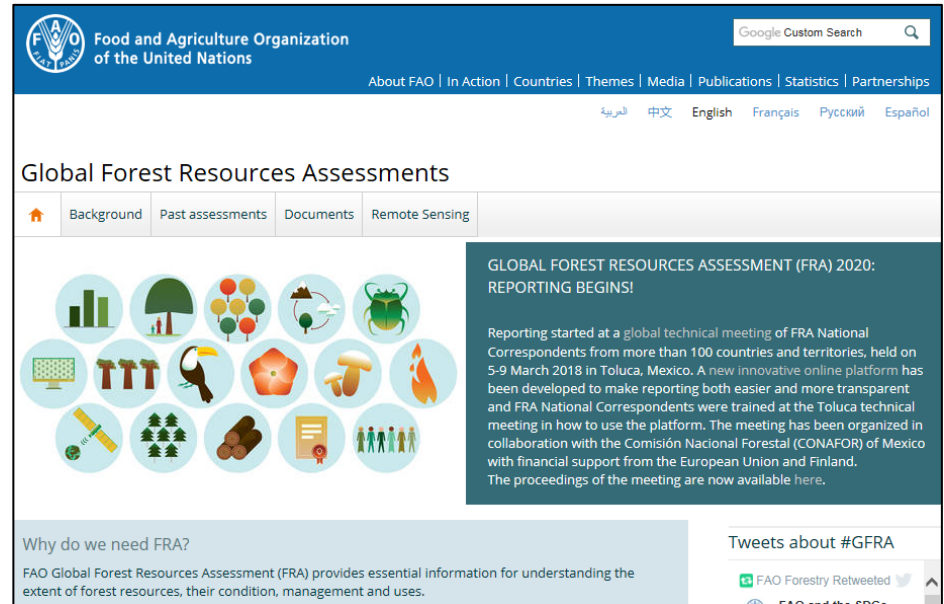 Food and Agriculture Organization
of the United Nations
Google Custom Search
About FAO | In Action | Countries | Themes | Media | Publications | Statistics | Partnerships
العربية 中文 English Français Русский Español
Global Forest Resources Assessments
Background Past assessments Documents Remote Sensing
GLOBAL FOREST RESOURCES ASSESSMENT (FRA) 2020:
REPORTING BEGINS!
Reporting started at a global technical meeting of FRA National
Correspondents from more than 100 countries and territories, held on
5-9 March 2018 in Toluca, Mexico. A new innovative online platform has
been developed to make reporting both easier and more transparent
and FRA National Correspondents were trained at the Toluca technical
meeting in how to use the platform. The meeting has been organized in
collaboration with the Comisión Nacional Forestal (CONAFOR) of Mexico
with financial support from the European Union and Finland.
The proceedings of the meeting are now available here.
Why do we need FRA?
FAO Global Forest Resources Assessment (FRA) provides essential information for understanding the
extent of forest resources, their condition, management and uses.
Tweets about #GFRA
FAO Forestry Retweeted
FAO and the SDGs